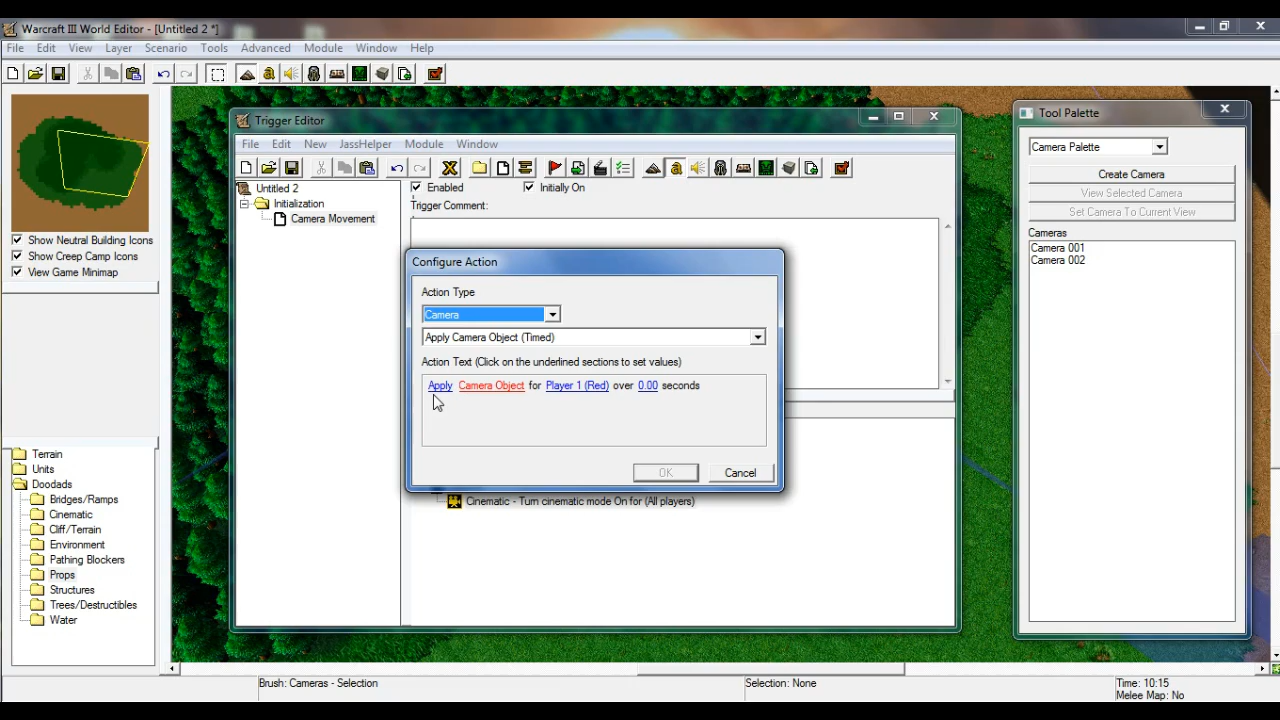 Warcraft III World Editor - [Untitled 2 *]
File Edit View Layer Scenario Tools Advanced Module Window Help
Trigger Editor
File Edit New JassHelper Module Window
Untitled 2
Initialization
Camera Movement
Enabled
Initially On
Trigger Comment:
Configure Action
Action Type
Camera
Apply Camera Object (Timed)
Action Text (Click on the underlined sections to set values)
Apply Camera Object for Player 1 (Red) over 0.00 seconds
OK
Cancel
Cinematic - Turn cinematic mode On for (All players)
Tool Palette
Camera Palette
Create Camera
View Selected Camera
Set Camera To Current View
Cameras
Camera 001
Camera 002
Show Neutral Building Icons
Show Creep Camp Icons
View Game Minimap
Terrain
Units
Doodads
Bridges/Ramps
Cinematic
Cliff/Terrain
Environment
Pathing Blockers
Props
Structures
Trees/Destructibles
Water
Brush: Cameras - Selection
Selection: None
Time: 10:15
Melee Map: No